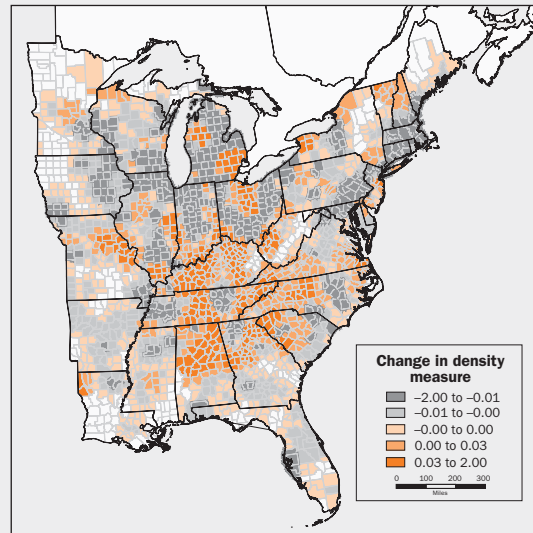 Change in density
measure
–2.00 to –0.01
–0.01 to –0.00
–0.00 to 0.00
0.00 to 0.03
0.03 to 2.00
0 100 200 300
Miles